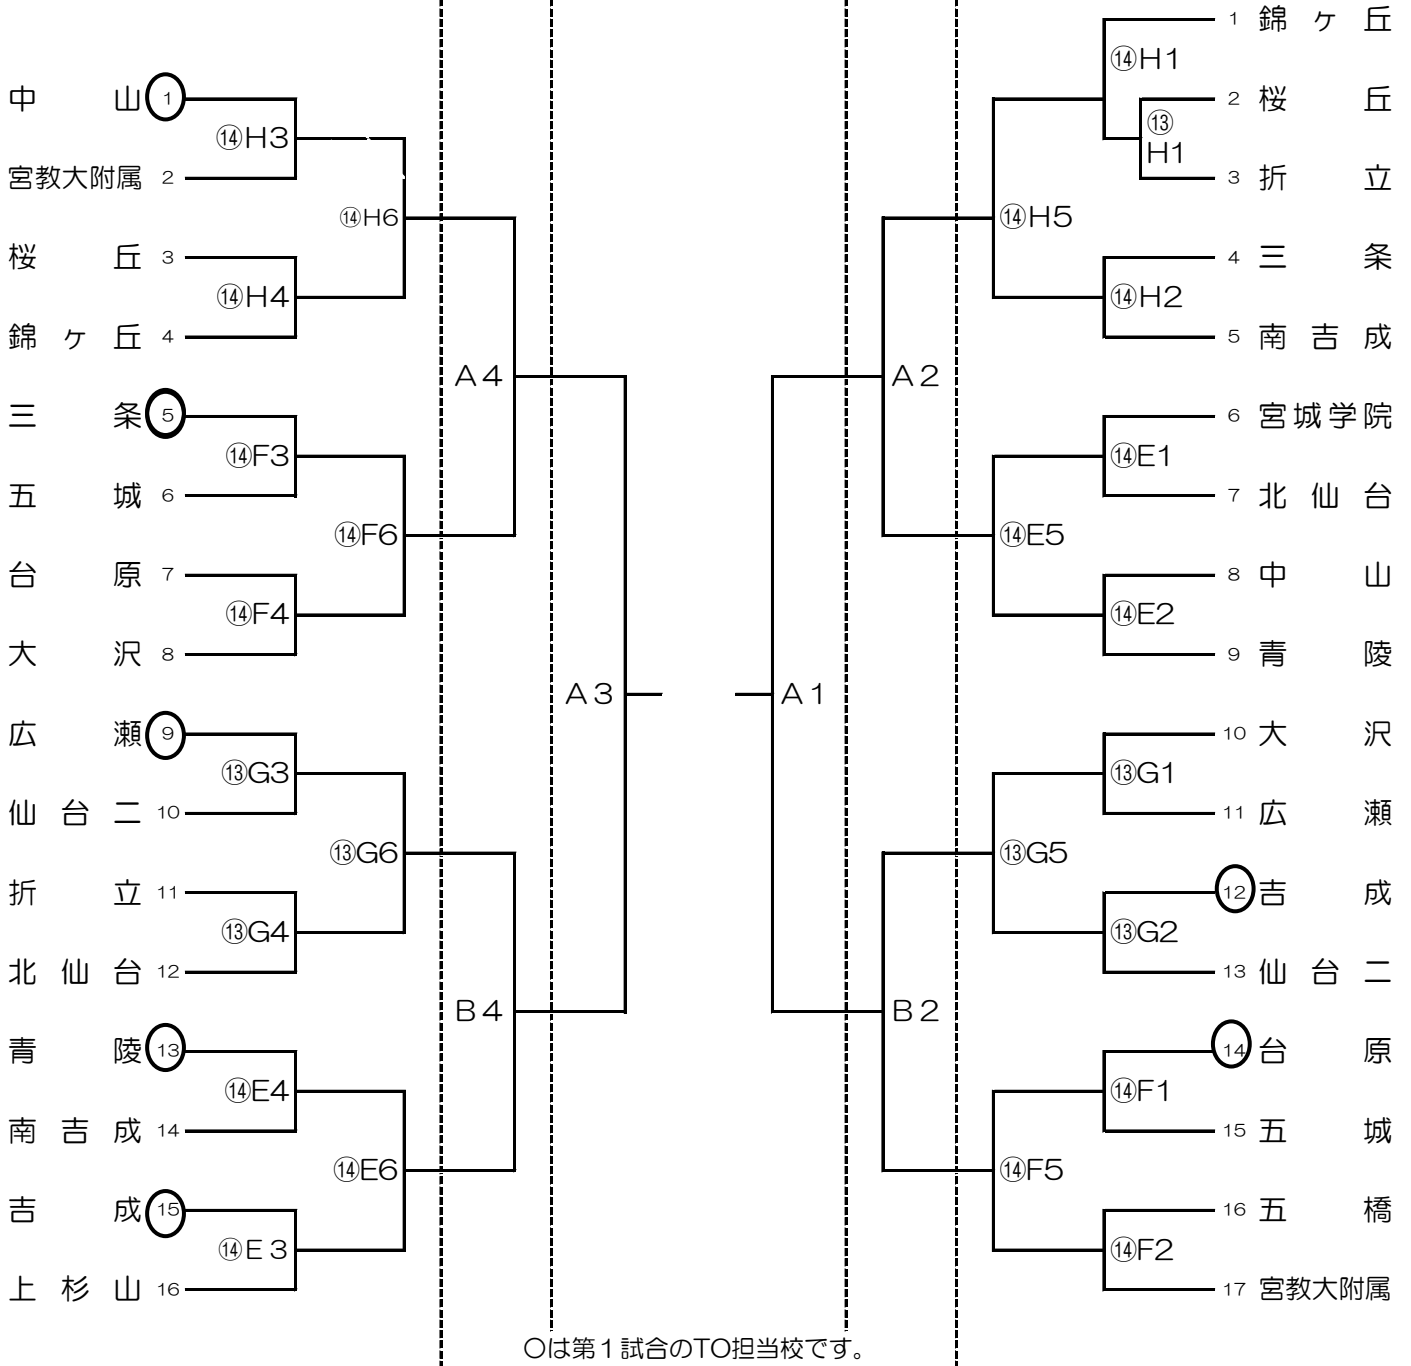 中山 1
⑭H3
宮教大附属 2
⑭H6
桜丘 3
⑭H4
錦ヶ丘 4
A4
三条 5
⑭F3
五城 6
⑭F6
台原 7
⑭F4
大沢 8
A3
広瀬 9
⑬G3
仙台二 10
⑬G6
折立 11
⑬G4
北仙台 12
B4
青陵 13
⑭E4
南吉成 14
⑭E6
吉成 15
⑭E3
上杉山 16
1 錦ヶ丘
⑭H1
2 桜丘
⑬
H1
3 折立
⑭H5
4 三条
⑭H2
5 南吉成
A2
6 宮城学院
⑭E1
7 北仙台
⑭E5
8 中山
⑭E2
9 青陵
A1
10 大沢
⑬G1
11 広瀬
⑬G5
12 吉成
⑬G2
13 仙台二
B2
14 台原
⑭F1
15 五城
⑭F5
16 五橋
⑭F2
17 宮教大附属
○は第1試合のTO担当校です。